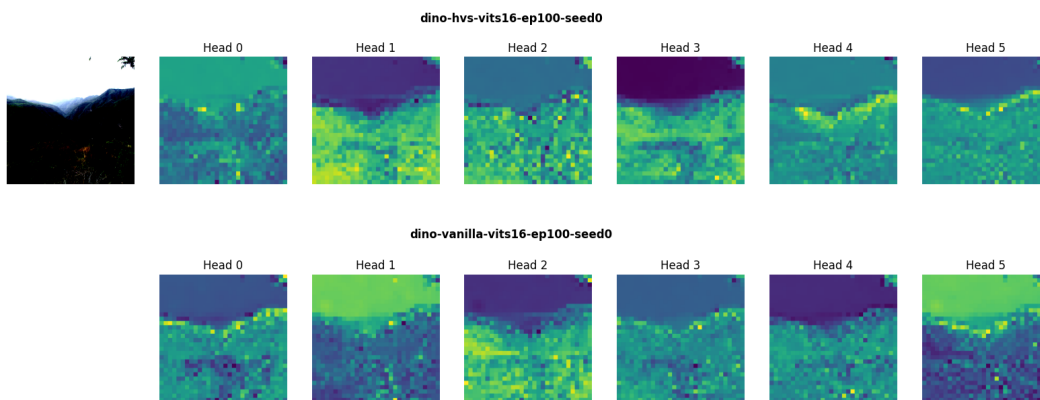 dino-hvs-vits16-ep100-seed0
Head 0 Head 1 Head 2 Head 3 Head 4 Head 5
dino-vanilla-vits16-ep100-seed0
Head 0 Head 1 Head 2 Head 3 Head 4 Head 5